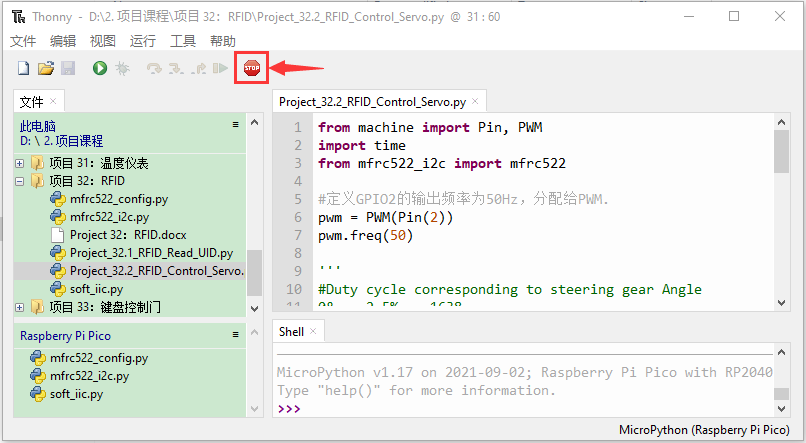 Thonny - D:\2.项目课程\项目 32：RFID\Project_32.2_RFID_Control_Servo.py @ 31:60
文件 编辑 视图 运行 工具 帮助
STOP
文件
此电脑
D: \ 2.项目课程
项目 31：温度仪表
项目 32：RFID
mfrc522_config.py
mfrc522_i2c.py
Project 32：RFID.docx
Project_32.1_RFID_Read_UID.py
Project_32.2_RFID_Control_Servo.
soft_iic.py
项目 33：键盘控制门
Raspberry Pi Pico
mfrc522_config.py
mfrc522_i2c.py
soft_iic.py
Project_32.2_RFID_Control_Servo.py
1 from machine import Pin, PWM
2 import time
3 from mfrc522_i2c import mfrc522
4
5 #定义GPIO2的输出频率为50Hz，分配给PWM.
6 pwm = PWM(Pin(2))
7 pwm.freq(50)
8
9 '''
10 #Duty cycle corresponding to steering gear Angle
11 0° ---2.5% ---1638
Shell
MicroPython v1.17 on 2021-09-02; Raspberry Pi Pico with RP2040
Type "help()" for more information.
>>>
MicroPython (Raspberry Pi Pico)